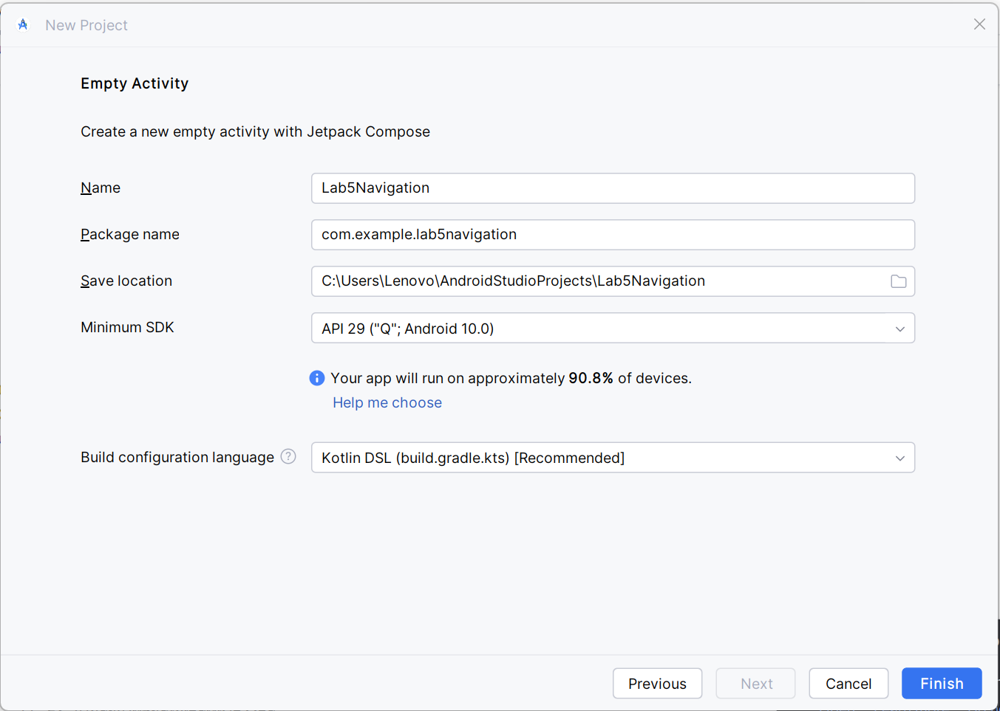 New Project
Empty Activity
Create a new empty activity with Jetpack Compose
Name
Lab5Navigation
Package name
com.example.lab5navigation
Save location
C:\Users\Lenovo\AndroidStudioProjects\Lab5Navigation
Minimum SDK
API 29 ("Q"; Android 10.0)
Your app will run on approximately 90.8% of devices.
Help me choose
Build configuration language ?
Kotlin DSL (build.gradle.kts) [Recommended]
Previous
Next
Cancel
Finish